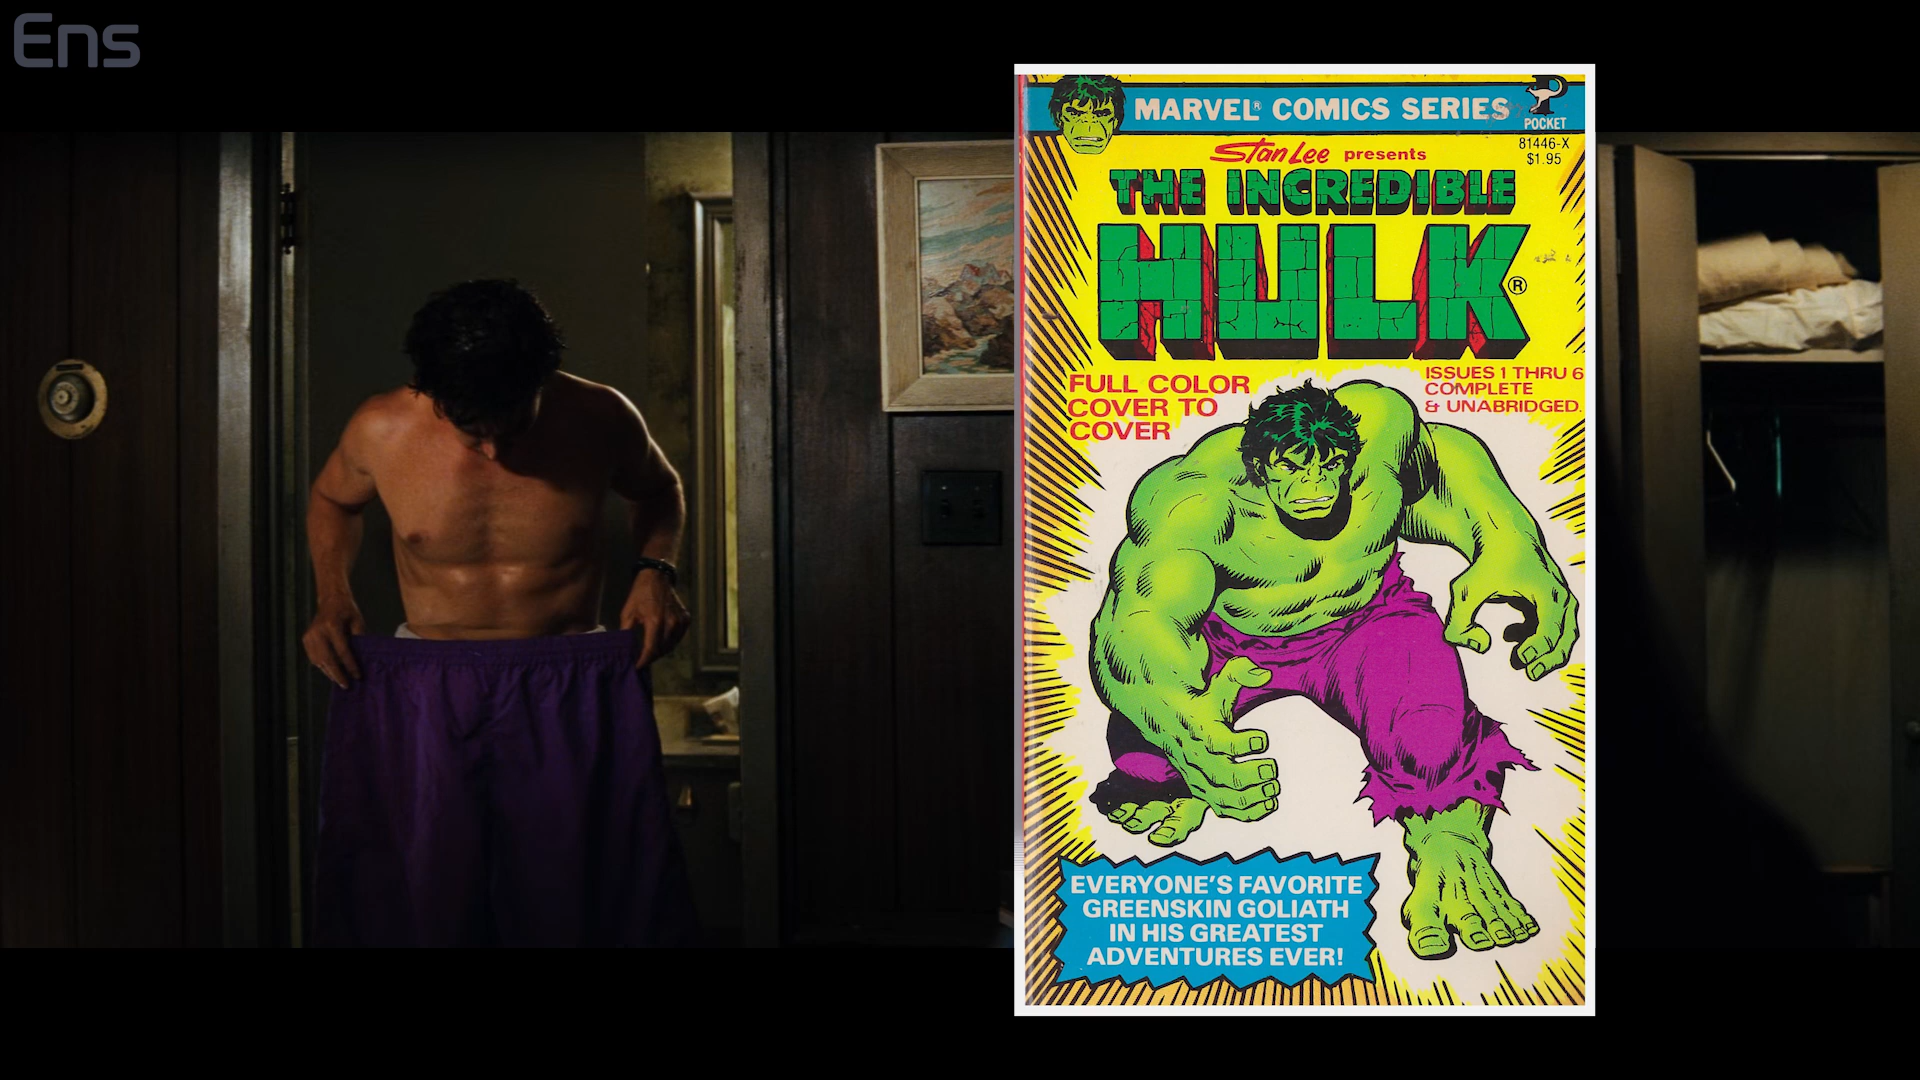 Ens
MARVEL® COMICS SERIES
POCKET
81446-X
$1.95
Stan Lee presents
THE INCREDIBLE
HULK®
FULL COLOR
COVER TO
COVER
ISSUES 1 THRU 6
COMPLETE
& UNABRIDGED.
EVERYONE'S FAVORITE
GREENSKIN GOLIATH
IN HIS GREATEST
ADVENTURES EVER!